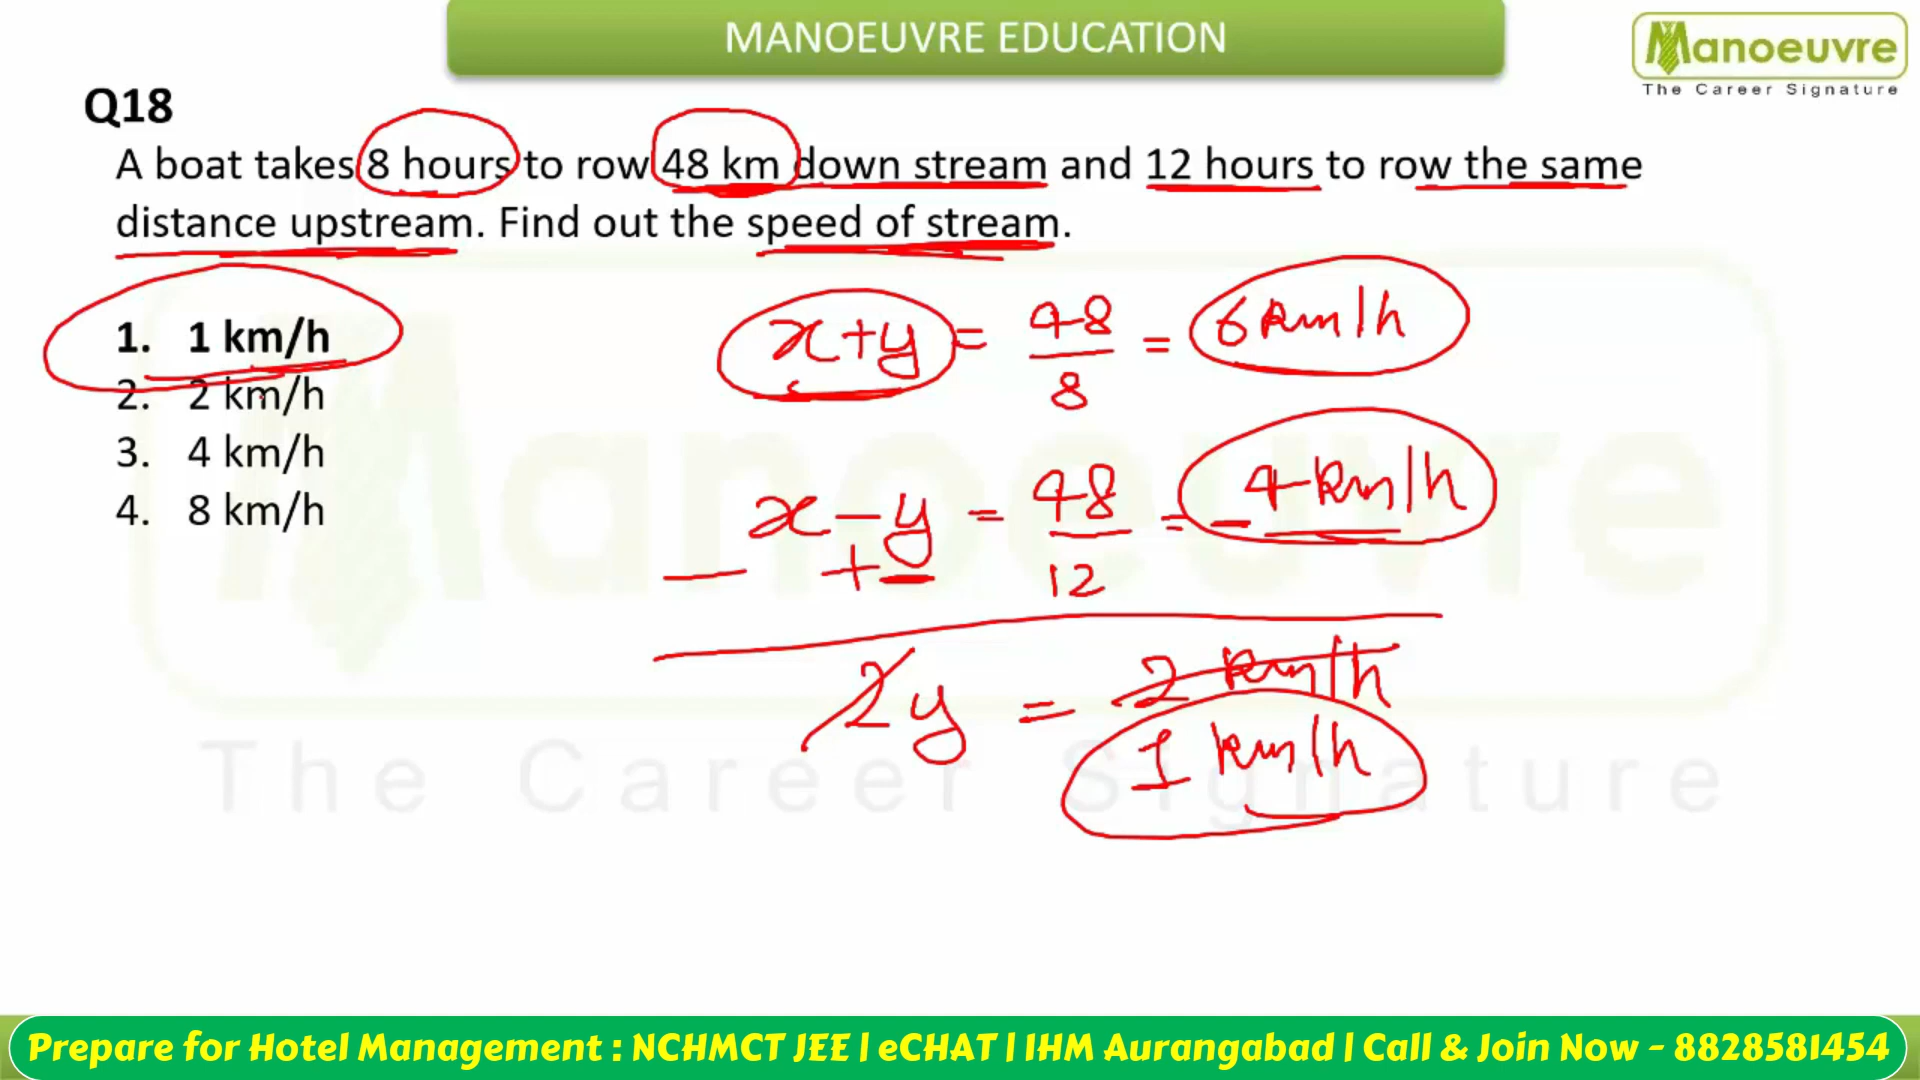 MANOEUVRE EDUCATION
Manoeuvre
The Career Signature
Q18
A boat takes 8 hours to row 48 km down stream and 12 hours to row the same
distance upstream. Find out the speed of stream.
1. 1 km/h
2. 2 km/h
3. 4 km/h
4. 8 km/h
x+y = 48/8 = 6 km/h
x-y = 48/12 = 4 km/h
- + -
2y = 2 km/h
1 km/h
Manoeuvre
The Career Signature
Prepare for Hotel Management : NCHMCT JEE | eCHAT | IHM Aurangabad | Call & Join Now - 8828581454